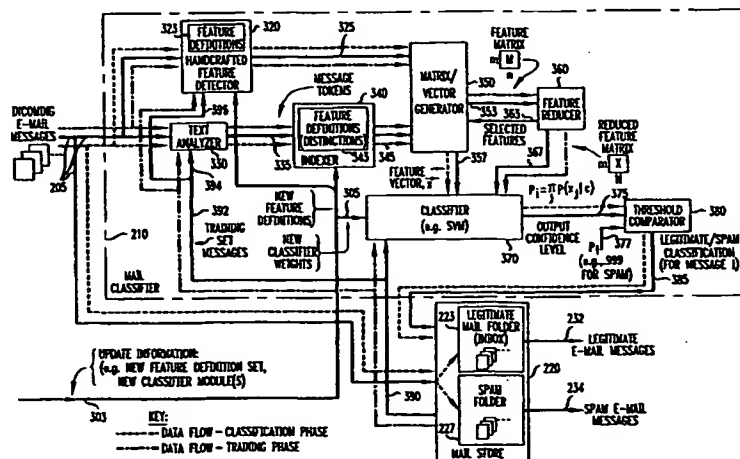 323
FEATURE
DEFINITIONS
HANDCRAFTED
FEATURE
DETECTOR
320
325
FEATURE
MATRIX
m M
n
MATRIX/
VECTOR
GENERATOR
350
360
FEATURE
REDUCER
353
363
SELECTED
FEATURES
MESSAGE
TOKENS
340
FEATURE
DEFINITIONS
(DISTINCTIONS)
343
INDEXER
345
INCOMING
E-MAIL
MESSAGES
205
395
TEXT
ANALYZER
330
335
394
392
TRAINING
SET
MESSAGES
210
MAIL
CLASSIFIER
NEW
FEATURE
DEFINITIONS
305
NEW
CLASSIFIER
WEIGHTS
FEATURE
VECTOR, x
357
367
REDUCED
FEATURE
MATRIX
m X
N
CLASSIFIER
(e.g. SVM)
370
375
OUTPUT
CONFIDENCE
LEVEL
377
(e.g. .999
FOR SPAM)
THRESHOLD
COMPARATOR
380
LEGITIMATE/SPAM
CLASSIFICATION
(FOR MESSAGE i)
385
223
LEGITIMATE
MAIL FOLDER
(INBOX)
220
232
LEGITIMATE
E-MAIL MESSAGES
SPAM
FOLDER
227
234
SPAM E-MAIL
MESSAGES
390
MAIL STORE
UPDATE INFORMATION:
(e.g. NEW FEATURE DEFINITION SET,
NEW CLASSIFIER MODULE(S)
303
KEY:
DATA FLOW - CLASSIFICATION PHASE
DATA FLOW - TRAINING PHASE